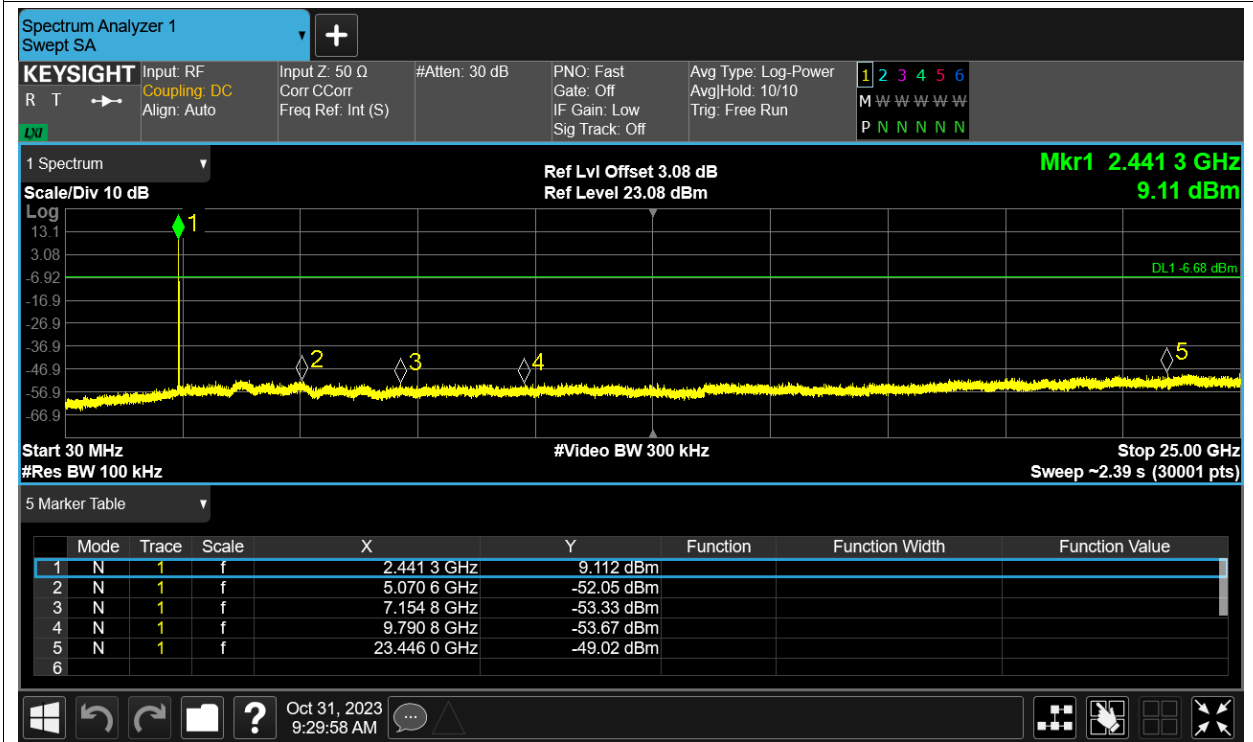 Spectrum Analyzer 1
Swept SA
KEYSIGHT
R T
LXI
Input: RF
Coupling: DC
Align: Auto
Input Z: 50 Ω
Corr CCorr
Freq Ref: Int (S)
#Atten: 30 dB
PNO: Fast
Gate: Off
IF Gain: Low
Sig Track: Off
Avg Type: Log-Power
Avg|Hold: 10/10
Trig: Free Run
1 2 3 4 5 6
M W W W W W
P N N N N N
1 Spectrum
Scale/Div 10 dB
Ref Lvl Offset 3.08 dB
Ref Level 23.08 dBm
Mkr1 2.441 3 GHz
9.11 dBm
Log
13.1
3.08
-6.92
-16.9
-26.9
-36.9
-46.9
-56.9
-66.9
1
DL1 -6.68 dBm
2
3
4
5
Start 30 MHz
#Res BW 100 kHz
#Video BW 300 kHz
Stop 25.00 GHz
Sweep ~2.39 s (30001 pts)
5 Marker Table
Mode Trace Scale X Y Function Function Width Function Value
1 N 1 f 2.441 3 GHz 9.112 dBm
2 N 1 f 5.070 6 GHz -52.05 dBm
3 N 1 f 7.154 8 GHz -53.33 dBm
4 N 1 f 9.790 8 GHz -53.67 dBm
5 N 1 f 23.446 0 GHz -49.02 dBm
6
?
Oct 31, 2023
9:29:58 AM